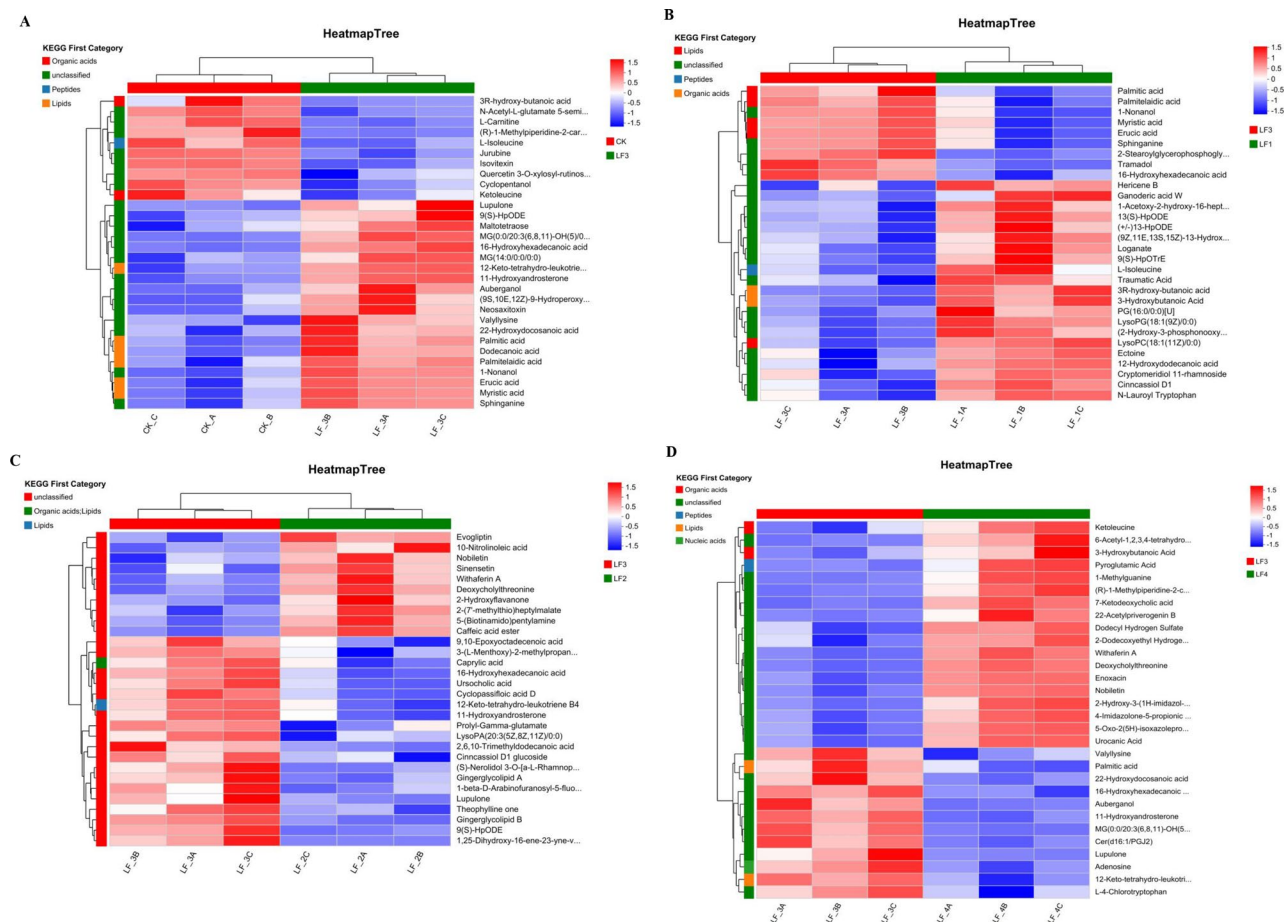 A
HeatmapTree
KEGG First Category
Organic acids
unclassified
Peptides
Lipids
1.5
1
0.5
0
-0.5
-1
-1.5
CK
LF3
3R-hydroxy-butanoic acid
N-Acetyl-L-glutamate 5-semi...
L-Carnitine
(R)-1-Methylpiperidine-2-car...
L-Isoleucine
Jurubine
Isovitexin
Quercetin 3-O-xylosyl-rutinos...
Cyclopentanol
Ketoleucine
Lupulone
9(S)-HpODE
Maltotetraose
MG(0:0/20:3(6,8,11)-OH(5)/0...
16-Hydroxyhexadecanoic acid
MG(14:0/0:0/0:0)
12-Keto-tetrahydro-leukotrie...
11-Hydroxyandrosterone
Auberganol
(9S,10E,12Z)-9-Hydroperoxy...
Neosaxitoxin
Valyllysine
22-Hydroxydocosanoic acid
Palmitic acid
Dodecanoic acid
Palmitelaidic acid
1-Nonanol
Erucic acid
Myristic acid
Sphinganine
CK_C
CK_A
CK_B
LF_3B
LF_3A
LF_3C
B
HeatmapTree
KEGG First Category
Lipids
unclassified
Peptides
Organic acids
1.5
1
0.5
0
-0.5
-1
-1.5
LF3
LF1
Palmitic acid
Palmitelaidic acid
1-Nonanol
Myristic acid
Erucic acid
Sphinganine
2-Stearoylglycerophosphogly...
Tramadol
16-Hydroxyhexadecanoic acid
Hericene B
Ganoderic acid W
1-Acetoxy-2-hydroxy-16-hept...
13(S)-HpODE
(+/-)13-HpODE
(9Z,11E,13S,15Z)-13-Hydrox...
Loganate
9(S)-HpOTrE
L-Isoleucine
Traumatic Acid
3R-hydroxy-butanoic acid
3-Hydroxybutanoic Acid
PG(16:0/0:0)[U]
LysoPG(18:1(9Z)/0:0)
(2-Hydroxy-3-phosphonooxy...
LysoPC(18:1(11Z)/0:0)
Ectoine
12-Hydroxydodecanoic acid
Cryptomeridiol 11-rhamnoside
Cinncassiol D1
N-Lauroyl Tryptophan
LF_3C
LF_3A
LF_3B
LF_1A
LF_1B
LF_1C
C
HeatmapTree
KEGG First Category
unclassified
Organic acids;Lipids
Lipids
1.5
1
0.5
0
-0.5
-1
-1.5
LF3
LF2
Evogliptin
10-Nitrolinoleic acid
Nobiletin
Sinensetin
Withaferin A
Deoxycholylthreonine
2-Hydroxyflavanone
2-(7'-methylthio)heptylmalate
5-(Biotinamido)pentylamine
Caffeic acid ester
9,10-Epoxyoctadecenoic acid
3-(L-Menthoxy)-2-methylpropan...
Caprylic acid
16-Hydroxyhexadecanoic acid
Ursocholic acid
Cyclopassifloic acid D
12-Keto-tetrahydro-leukotriene B4
11-Hydroxyandrosterone
Prolyl-Gamma-glutamate
LysoPA(20:3(5Z,8Z,11Z)/0:0)
2,6,10-Trimethyldodecanoic acid
Cinncassiol D1 glucoside
(S)-Nerolidol 3-O-[a-L-Rhamnop...
Gingerglycolipid A
1-beta-D-Arabinofuranosyl-5-fluo...
Lupulone
Theophylline one
Gingerglycolipid B
9(S)-HpODE
1,25-Dihydroxy-16-ene-23-yne-v...
LF_3B
LF_3A
LF_3C
LF_2C
LF_2A
LF_2B
D
HeatmapTree
KEGG First Category
Organic acids
unclassified
Peptides
Lipids
Nucleic acids
1.5
1
0.5
0
-0.5
-1
-1.5
LF3
LF4
Ketoleucine
6-Acetyl-1,2,3,4-tetrahydro...
3-Hydroxybutanoic Acid
Pyroglutamic Acid
1-Methylguanine
(R)-1-Methylpiperidine-2-c...
7-Ketodeoxycholic acid
22-Acetylpriverogenin B
Dodecyl Hydrogen Sulfate
2-Dodecoxyethyl Hydroge...
Withaferin A
Deoxycholylthreonine
Enoxacin
Nobiletin
2-Hydroxy-3-(1H-imidazol-...
4-Imidazolone-5-propionic ...
5-Oxo-2(5H)-isoxazolepro...
Urocanic Acid
Valyllysine
Palmitic acid
22-Hydroxydocosanoic acid
16-Hydroxyhexadecanoic ...
Auberganol
11-Hydroxyandrosterone
MG(0:0/20:3(6,8,11)-OH(5...
Cer(d16:1/PGJ2)
Lupulone
Adenosine
12-Keto-tetrahydro-leukotri...
L-4-Chlorotryptophan
LF_3A
LF_3B
LF_3C
LF_4A
LF_4B
LF_4C